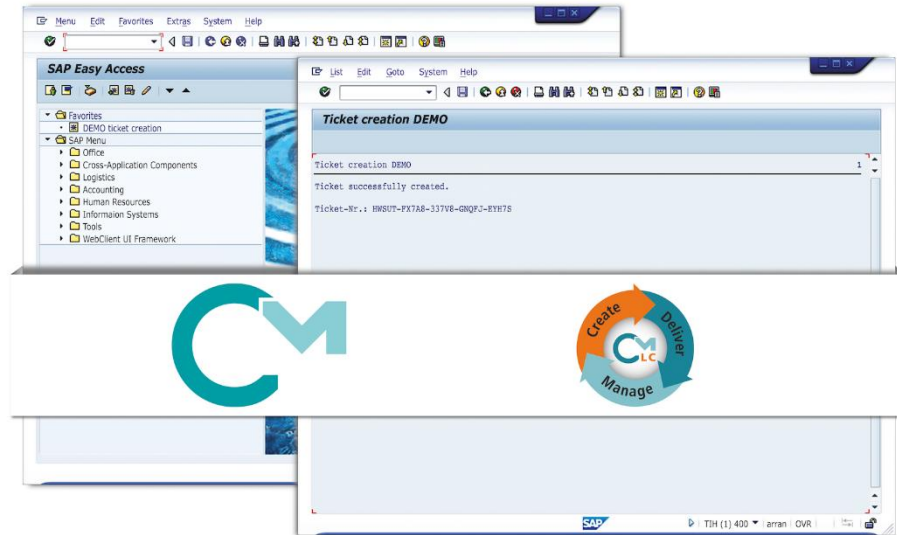 Menu Edit Favorites Extras System Help
SAP Easy Access
Favorites
DEMO ticket creation
SAP Menu
Office
Cross-Application Components
Logistics
Accounting
Human Resources
Informaion Systems
Tools
WebClient UI Framework
List Edit Goto System Help
Ticket creation DEMO
Ticket creation DEMO 1
Ticket successfully created.
Ticket-Nr.: HWSUT-FX7A8-337V8-GNQFJ-EYH7S
CM
Create
Deliver
Manage
CM
LC
SAP
TIH (1) 400 arran OVR